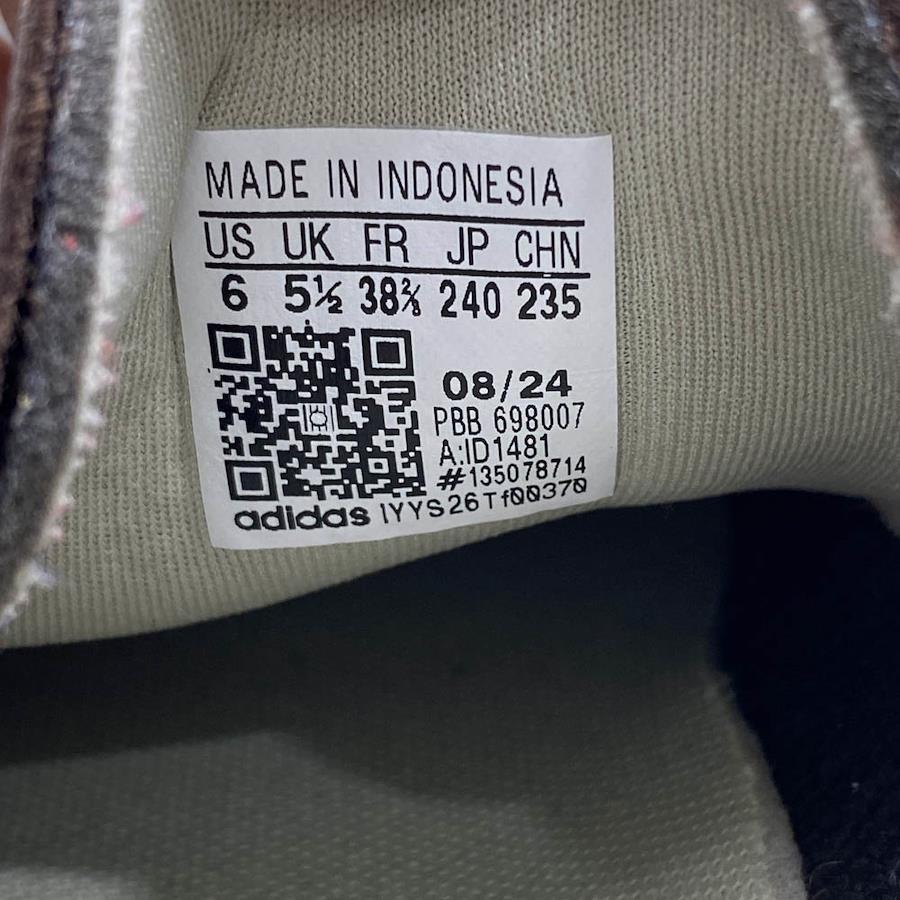 MADE IN INDONESIA
US UK FR JP CHN
6 5½ 38⅔ 240 235
08/24
PBB 698007
A:ID1481
#135078714
adidas IYYS26Tf00370